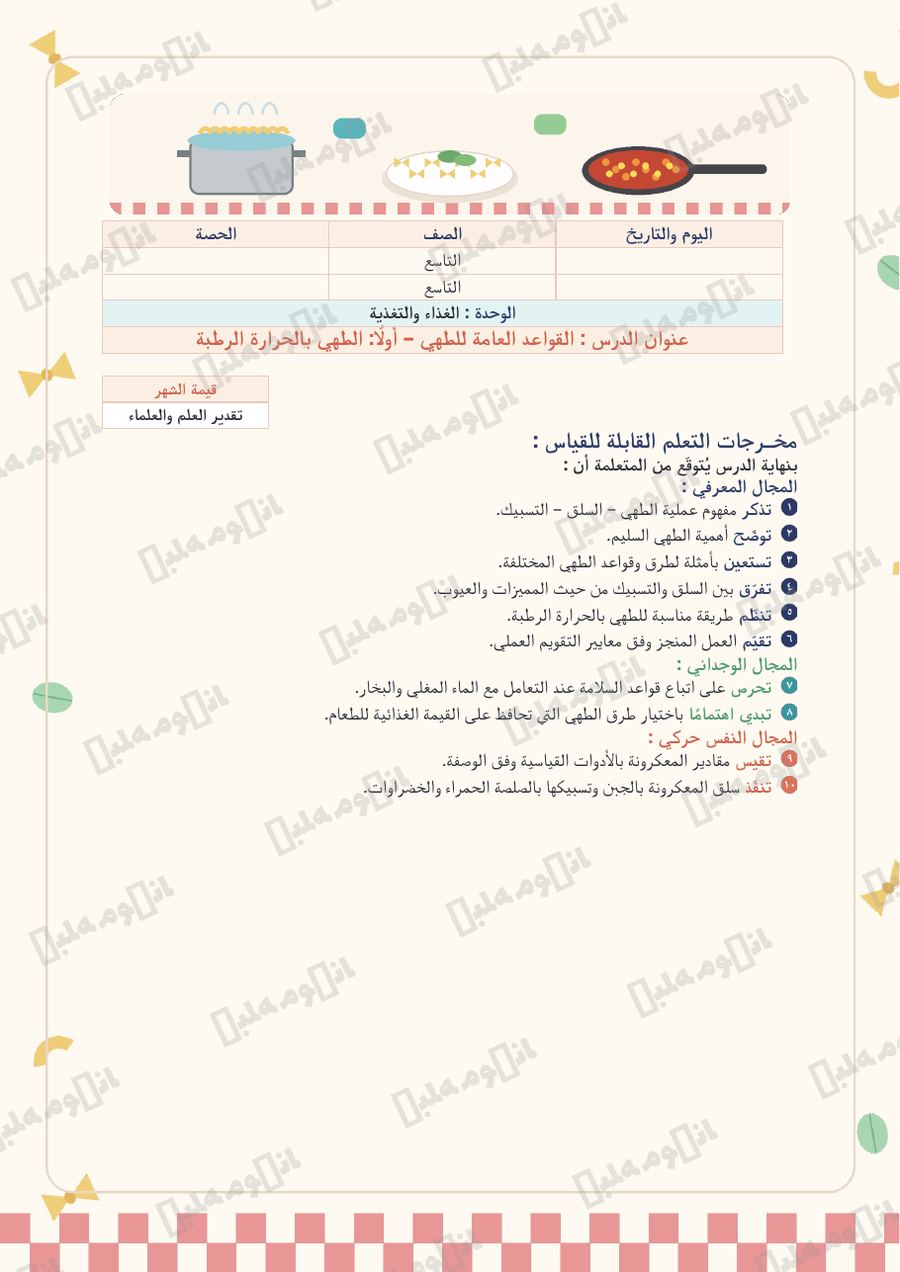 اليوم والتاريخ الصف الحصة
التاسع
التاسع
الوحدة : الغذاء والتغذية
عنوان الدرس : القواعد العامة للطهي – أولًا: الطهي بالحرارة الرطبة
قيمة الشهر
تقدير العلم والعلماء
مخـرجات التعلم القابلة للقياس :
بنهاية الدرس يُتوقّع من المتعلمة أن :
المجال المعرفي :
١ تذكر مفهوم عملية الطهي – السلق – التسبيك.
٢ توضّح أهمية الطهي السليم.
٣ تستعين بأمثلة لطرق وقواعد الطهي المختلفة.
٤ تفرّق بين السلق والتسبيك من حيث المميزات والعيوب.
٥ تنظّم طريقة مناسبة للطهي بالحرارة الرطبة.
٦ تقيّم العمل المنجز وفق معايير التقويم العملي.
المجال الوجداني :
٧ تحرص على اتباع قواعد السلامة عند التعامل مع الماء المغلي والبخار.
٨ تبدي اهتمامًا باختيار طرق الطهي التي تحافظ على القيمة الغذائية للطعام.
المجال النفس حركي :
٩ تقيس مقادير المعكرونة بالأدوات القياسية وفق الوصفة.
١٠ تنفّذ سلق المعكرونة بالجبن وتسبيكها بالصلصة الحمراء والخضراوات.